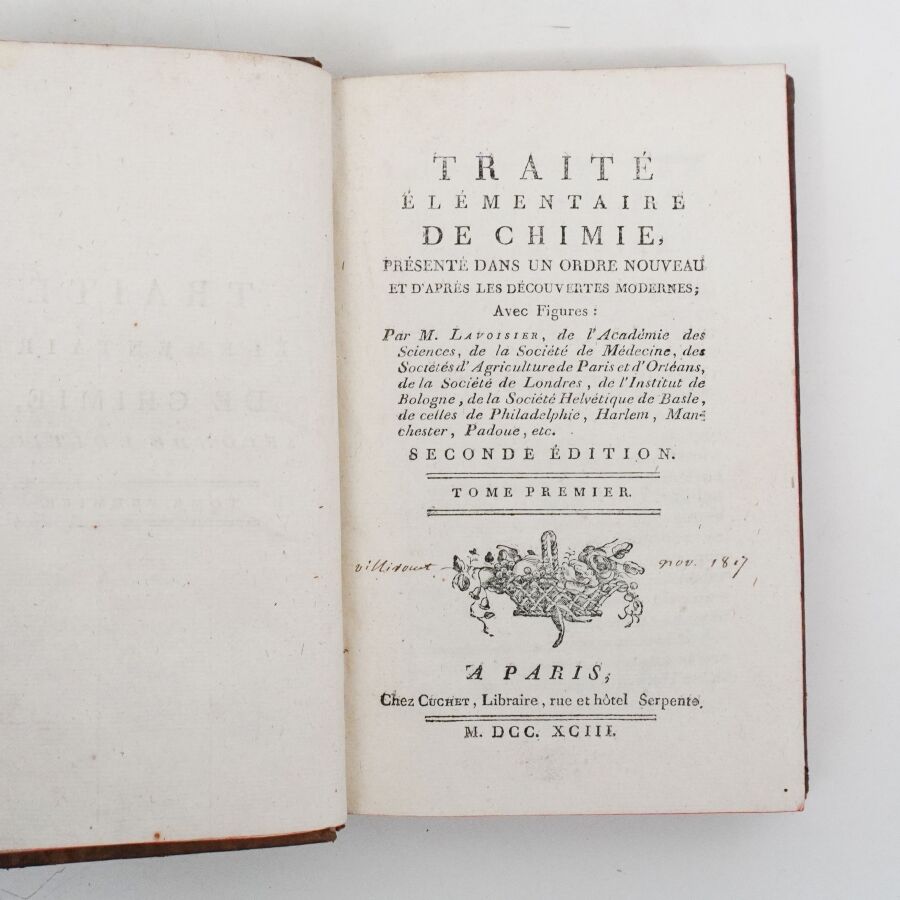 TRAITÉ
ÉLÉMENTAIRE
DE CHIMIE,
PRÉSENTÉ DANS UN ORDRE NOUVEAU
ET D'APRÈS LES DÉCOUVERTES MODERNES;
Avec Figures :
Par M. LAVOISIER, de l'Académie des
Sciences, de la Société de Médecine, des
Sociétés d'Agriculture de Paris et d'Orléans,
de la Société de Londres, de l'Institut de
Bologne, de la Société Helvétique de Basle,
de celles de Philadelphie, Harlem, Man-
chester, Padoue, etc.
SECONDE ÉDITION.
TOME PREMIER.
nov. 1817
A PARIS,
Chez CUCHET, Libraire, rue et hôtel Serpente.
M. DCC. XCIII.